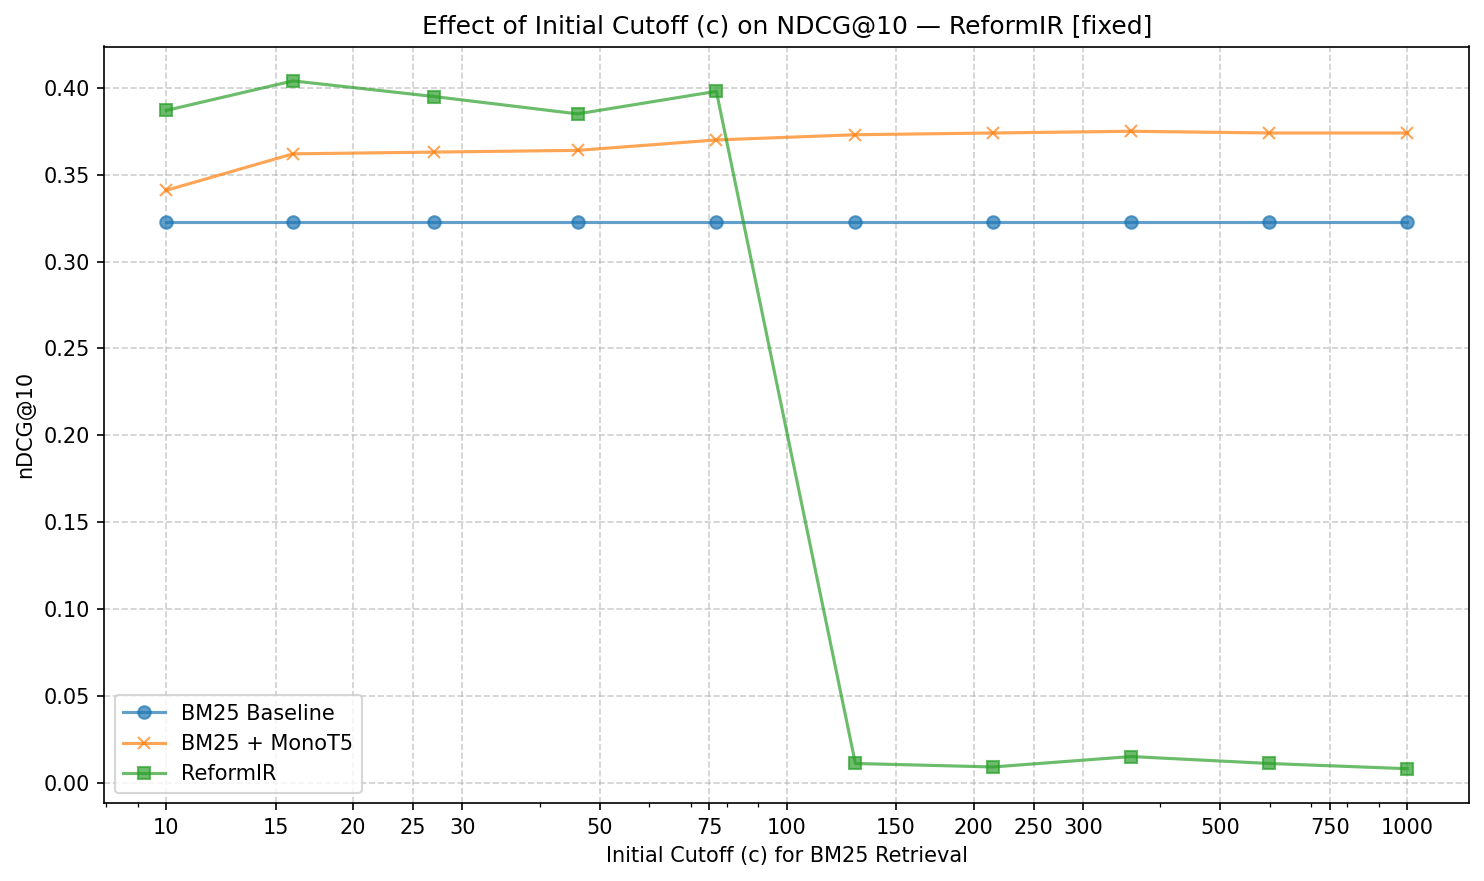 Effect of Initial Cutoff (c) on NDCG@10 — ReformIR [fixed]
nDCG@10
0.40
0.35
0.30
0.25
0.20
0.15
0.10
0.05
0.00
BM25 Baseline
BM25 + MonoT5
ReformIR
10 15 20 25 30 50 75 100 150 200 250 300 500 750 1000
Initial Cutoff (c) for BM25 Retrieval